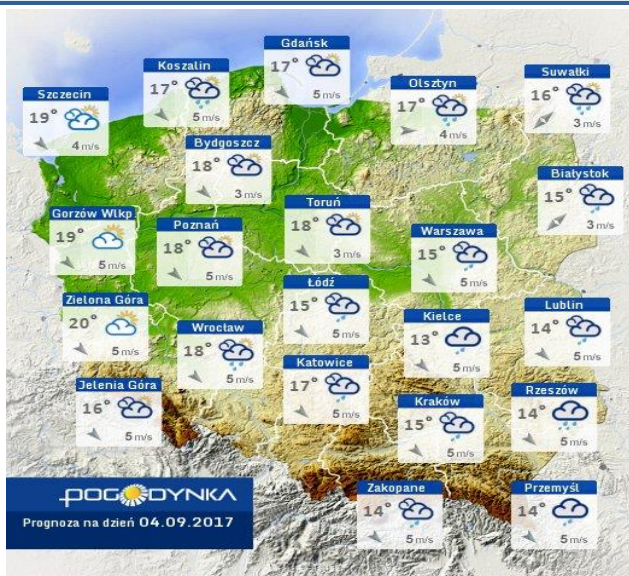 Gdańsk
17°
5 m/s
Koszalin
17°
5 m/s
Suwałki
16°
3 m/s
Olsztyn
17°
4 m/s
Szczecin
19°
4 m/s
Bydgoszcz
18°
3 m/s
Białystok
15°
3 m/s
Toruń
18°
3 m/s
Gorzów Wlkp.
19°
5 m/s
Poznań
18°
5 m/s
Warszawa
15°
5 m/s
Łódź
15°
5 m/s
Zielona Góra
20°
5 m/s
Lublin
14°
5 m/s
Kielce
13°
5 m/s
Wrocław
18°
5 m/s
Katowice
17°
5 m/s
Jelenia Góra
16°
5 m/s
Rzeszów
14°
5 m/s
Kraków
15°
5 m/s
Zakopane
14°
5 m/s
Przemyśl
14°
5 m/s
POGODYNKA
Prognoza na dzień 04.09.2017